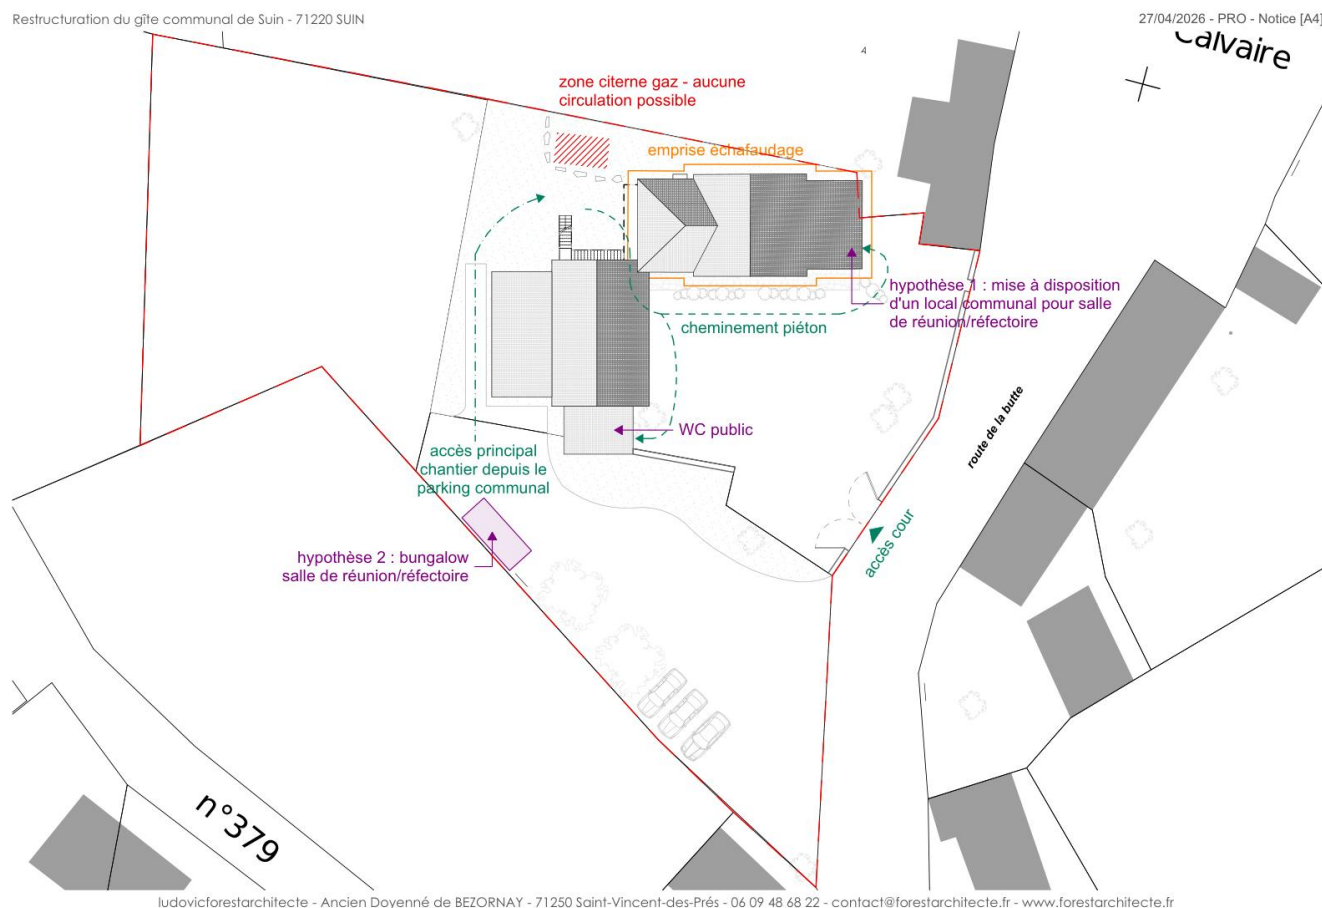 Restructuration du gîte communal de Suin - 71220 SUIN
27/04/2026 - PRO - Notice [A4]
Calvaire
4
zone citerne gaz - aucune
circulation possible
emprise échafaudage
hypothèse 1 : mise à disposition
d'un local communal pour salle
de réunion/réfectoire
cheminement piéton
route de la butte
WC public
accès principal
chantier depuis le
parking communal
accès cour
hypothèse 2 : bungalow
salle de réunion/réfectoire
n°379
ludovicforestarchitecte - Ancien Doyenné de BEZORNAY - 71250 Saint-Vincent-des-Prés - 06 09 48 68 22 - contact@forestarchitecte.fr - www.forestarchitecte.fr